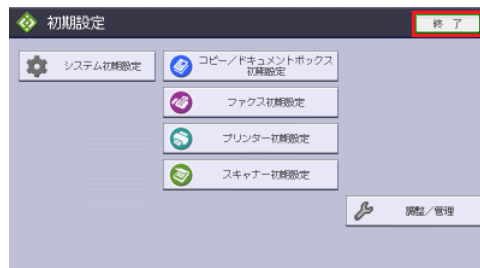 初期設定
終 了
システム初期設定
コピー／ドキュメントボックス
初期設定
ファクス初期設定
プリンター初期設定
スキャナー初期設定
調整／管理